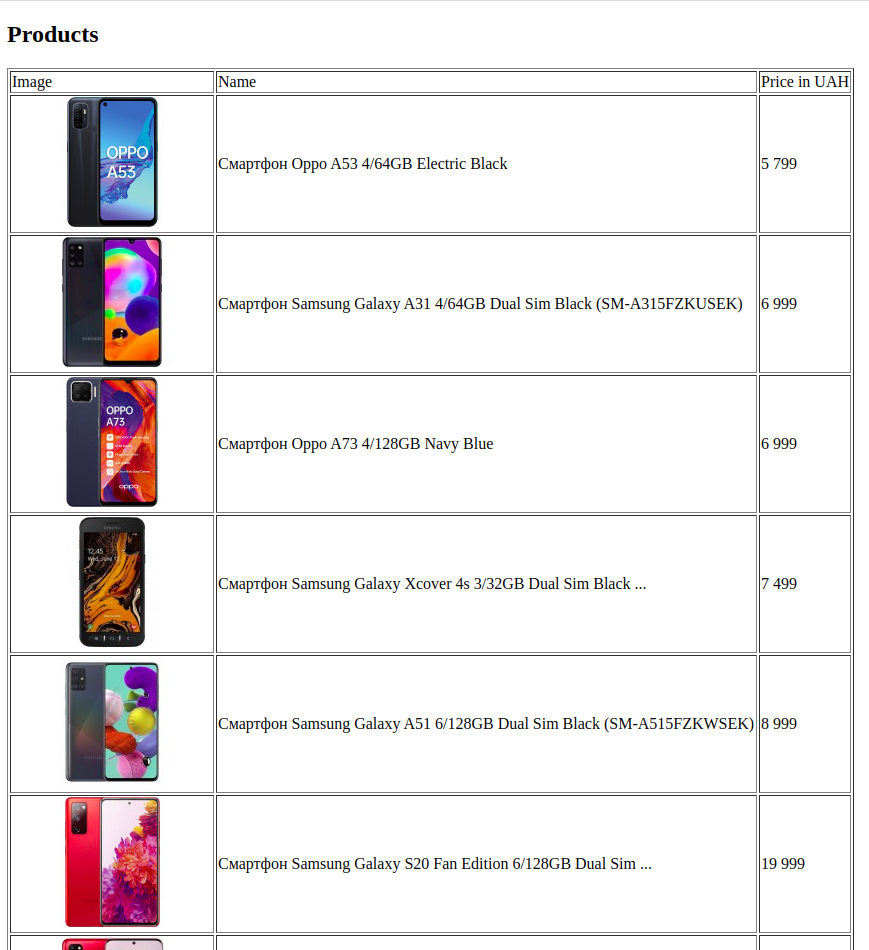 Products
Image Name Price in UAH
OPPO
A53
Смартфон Oppo A53 4/64GB Electric Black 5 799
SAMSUNG
Смартфон Samsung Galaxy A31 4/64GB Dual Sim Black (SM-A315FZKUSEK) 6 999
OPPO
A73
oppo
Смартфон Oppo A73 4/128GB Navy Blue 6 999
12:45
Смартфон Samsung Galaxy Xcover 4s 3/32GB Dual Sim Black ... 7 499
Смартфон Samsung Galaxy A51 6/128GB Dual Sim Black (SM-A515FZKWSEK) 8 999
Смартфон Samsung Galaxy S20 Fan Edition 6/128GB Dual Sim ... 19 999